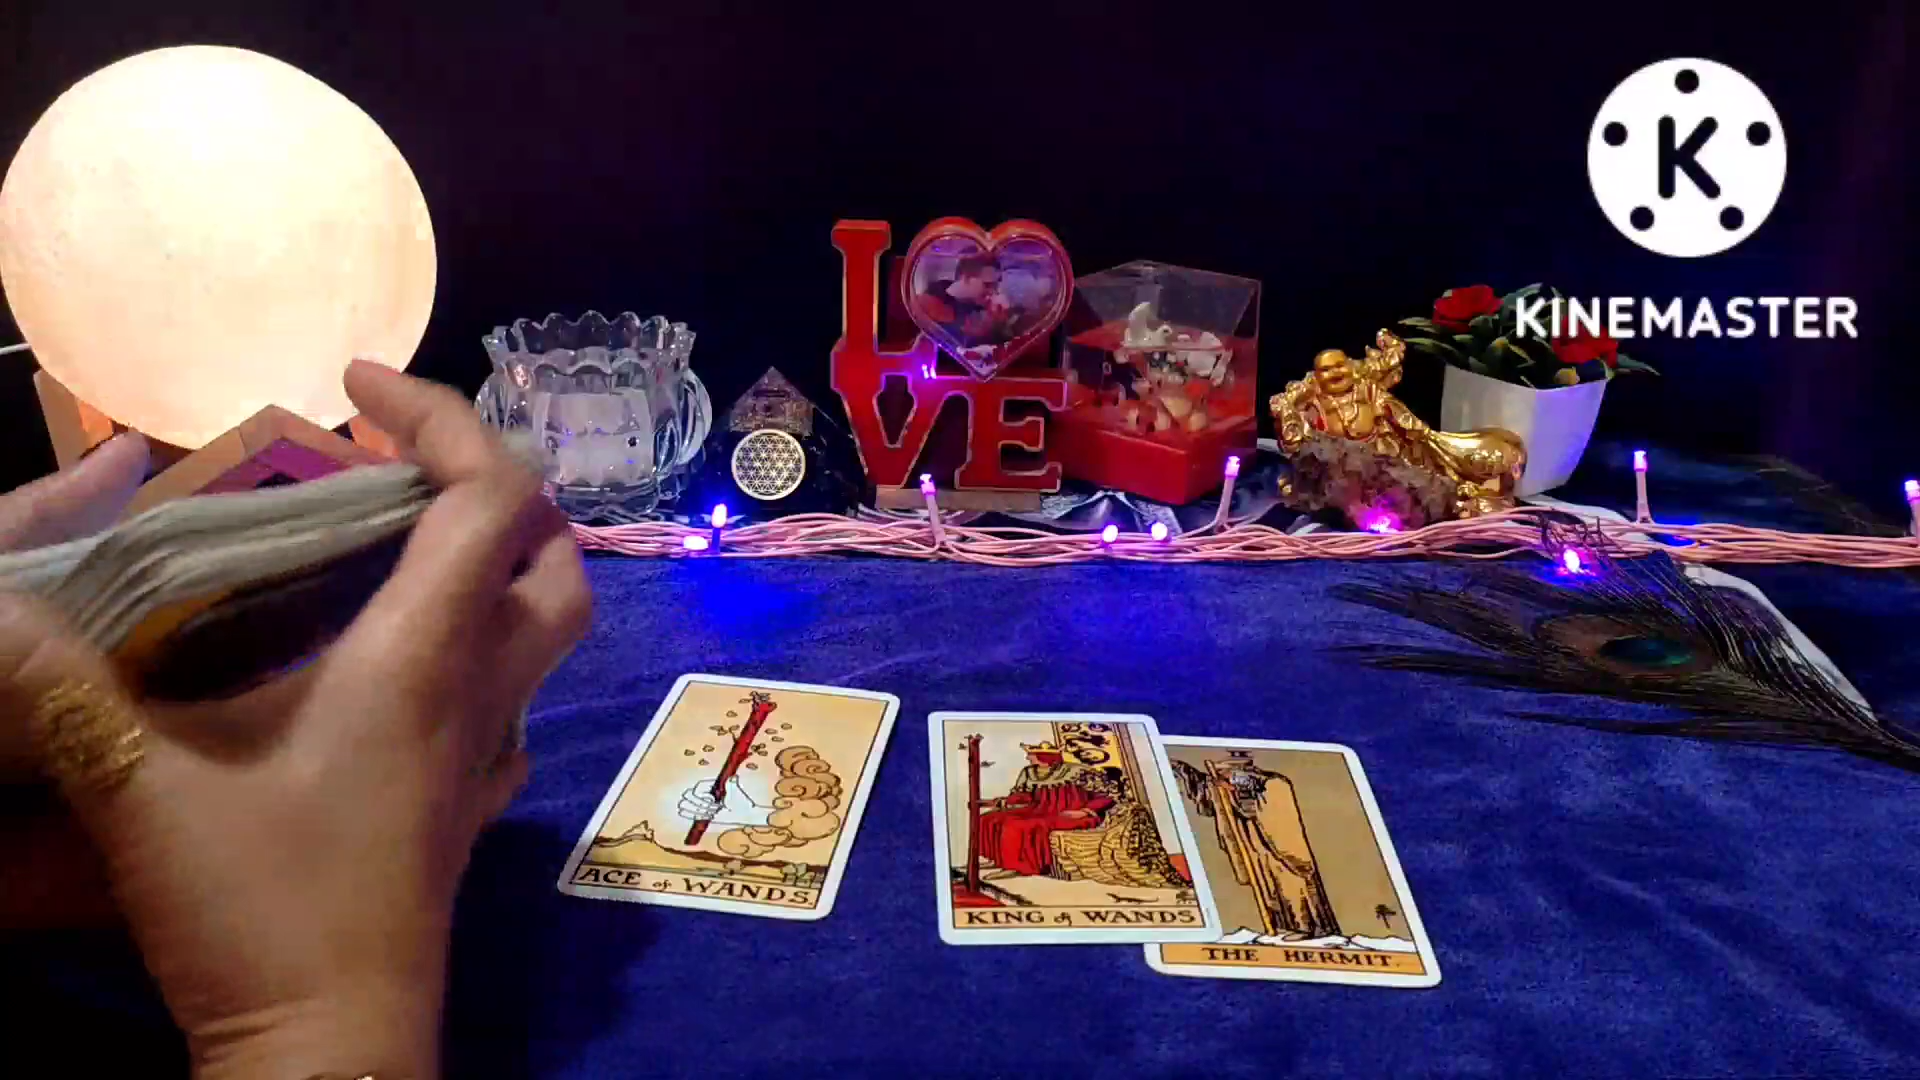 K
KINEMASTER
LOVE
ACE of WANDS.
KING of WANDS
THE HERMIT.